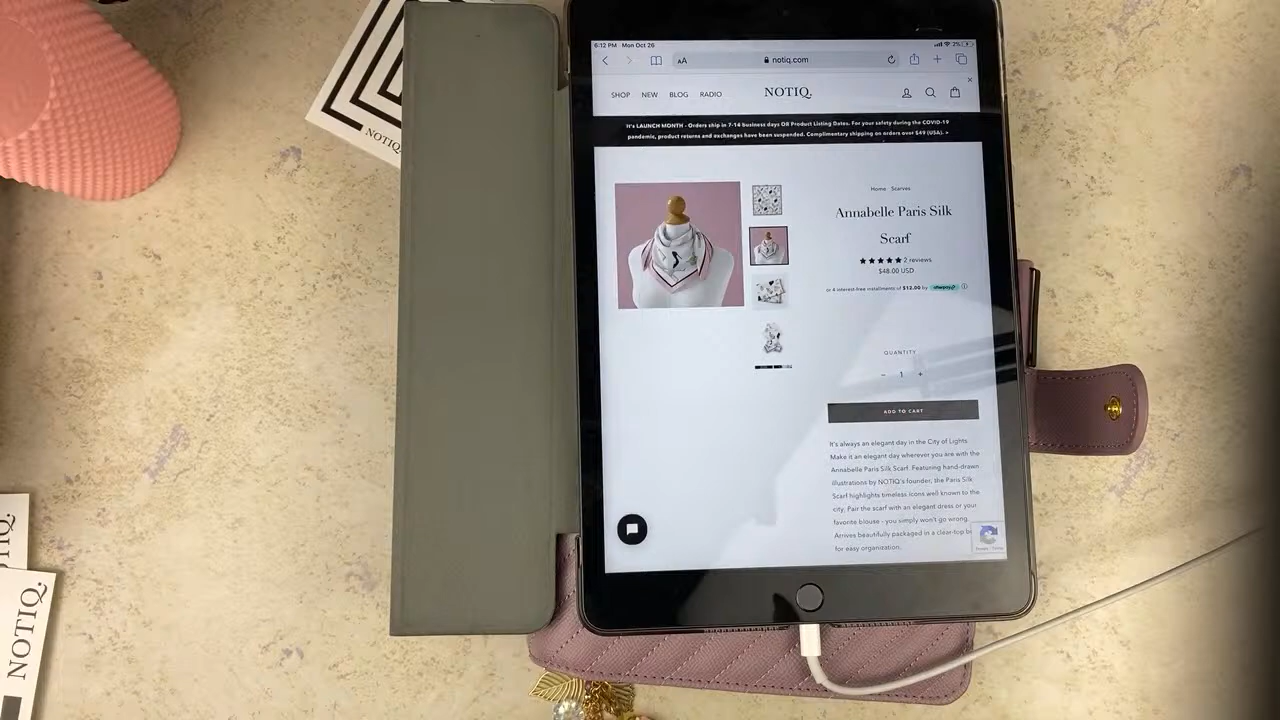 NOTIQ.
6:12 PM Mon Oct 26
2%
AA
notiq.com
SHOP NEW BLOG RADIO
NOTIQ.
It's LAUNCH MONTH - Orders ship in 7-14 business days OR Product Listing Dates. For your safety during the COVID-19
pandemic, product returns and exchanges have been suspended. Complimentary shipping on orders over $49 (USA). >
Home Scarves
Annabelle Paris Silk
Scarf
2 reviews
$48.00 USD
or 4 interest-free installments of $12.00 by afterpay
QUANTITY
− 1 +
ADD TO CART
It's always an elegant day in the City of Lights.
Make it an elegant day wherever you are with the
Annabelle Paris Silk Scarf. Featuring hand-drawn
illustrations by NOTIQ's founder, the Paris Silk
Scarf highlights timeless icons well known to the
city. Pair the scarf with an elegant dress or your
favorite blouse - you simply won't go wrong.
Arrives beautifully packaged in a clear-top
for easy organization.
Privacy - Terms
NOTIQ.